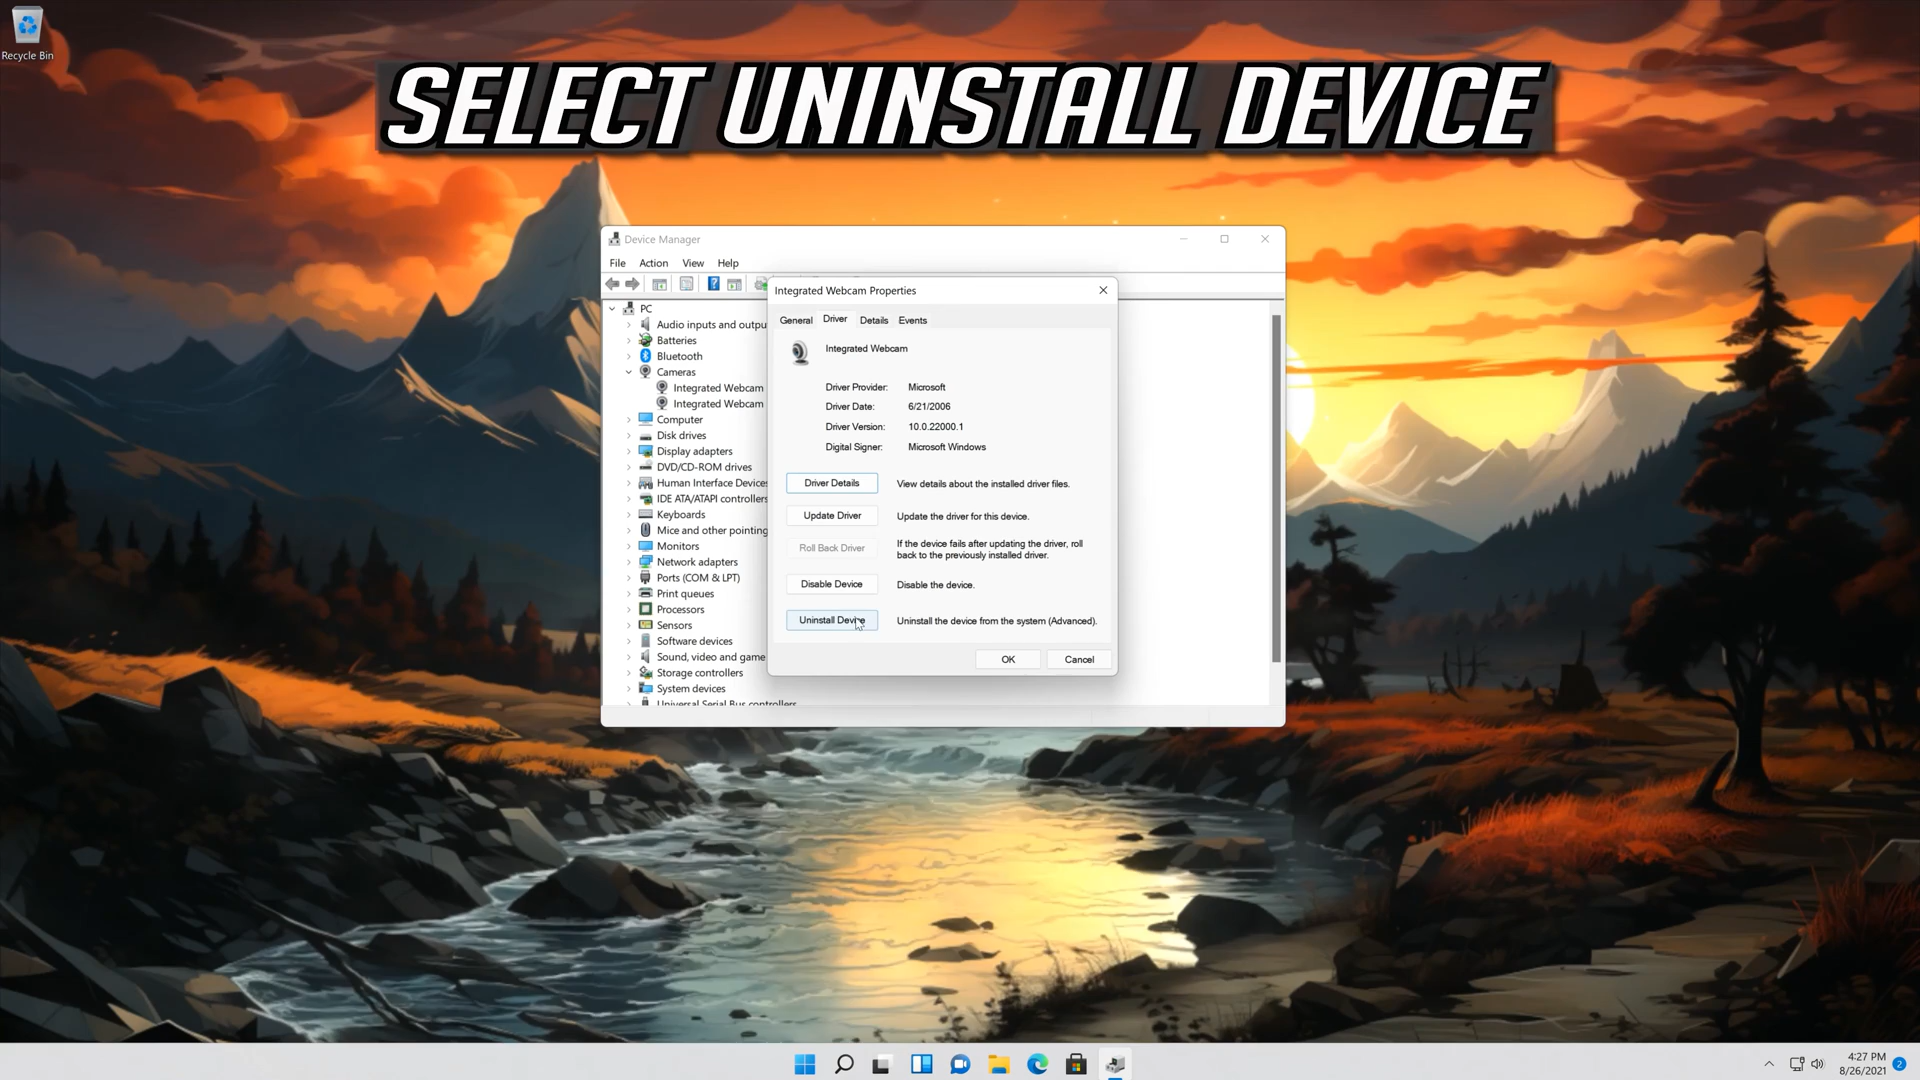 Recycle Bin
SELECT UNINSTALL DEVICE
Device Manager
File Action View Help
PC
Audio inputs and outpu
Batteries
Bluetooth
Cameras
Integrated Webcam
Integrated Webcam
Computer
Disk drives
Display adapters
DVD/CD-ROM drives
Human Interface Devices
IDE ATA/ATAPI controllers
Keyboards
Mice and other pointing
Monitors
Network adapters
Ports (COM & LPT)
Print queues
Processors
Sensors
Software devices
Sound, video and game
Storage controllers
System devices
Universal Serial Bus controllers
Integrated Webcam Properties
General Driver Details Events
Integrated Webcam
Driver Provider: Microsoft
Driver Date: 6/21/2006
Driver Version: 10.0.22000.1
Digital Signer: Microsoft Windows
Driver Details View details about the installed driver files.
Update Driver Update the driver for this device.
Roll Back Driver If the device fails after updating the driver, roll
back to the previously installed driver.
Disable Device Disable the device.
Uninstall Device Uninstall the device from the system (Advanced).
OK Cancel
4:27 PM
8/26/2021
2